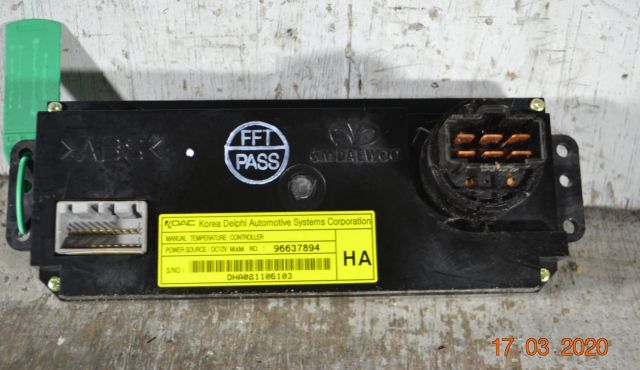 >ABS<
FFT
PASS
GM DAEWOO
KDAC Korea Delphi Automotive Systems Corporation
MANUAL TEMPERATURE CONTROLLER
POWER SOURCE : DC12V Model - NO. 96637894
S/NO :
DHA081106103
HA
17.03.2020